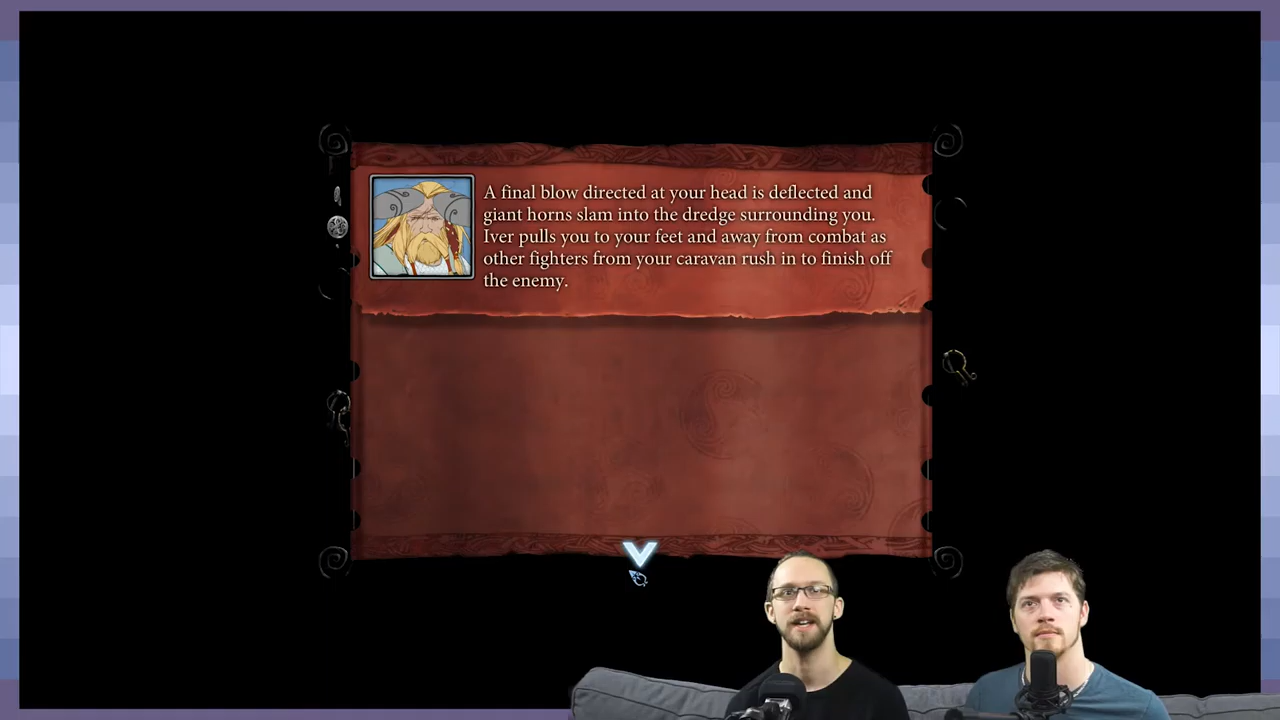 A final blow directed at your head is deflected and
giant horns slam into the dredge surrounding you.
Iver pulls you to your feet and away from combat as
other fighters from your caravan rush in to finish off
the enemy.